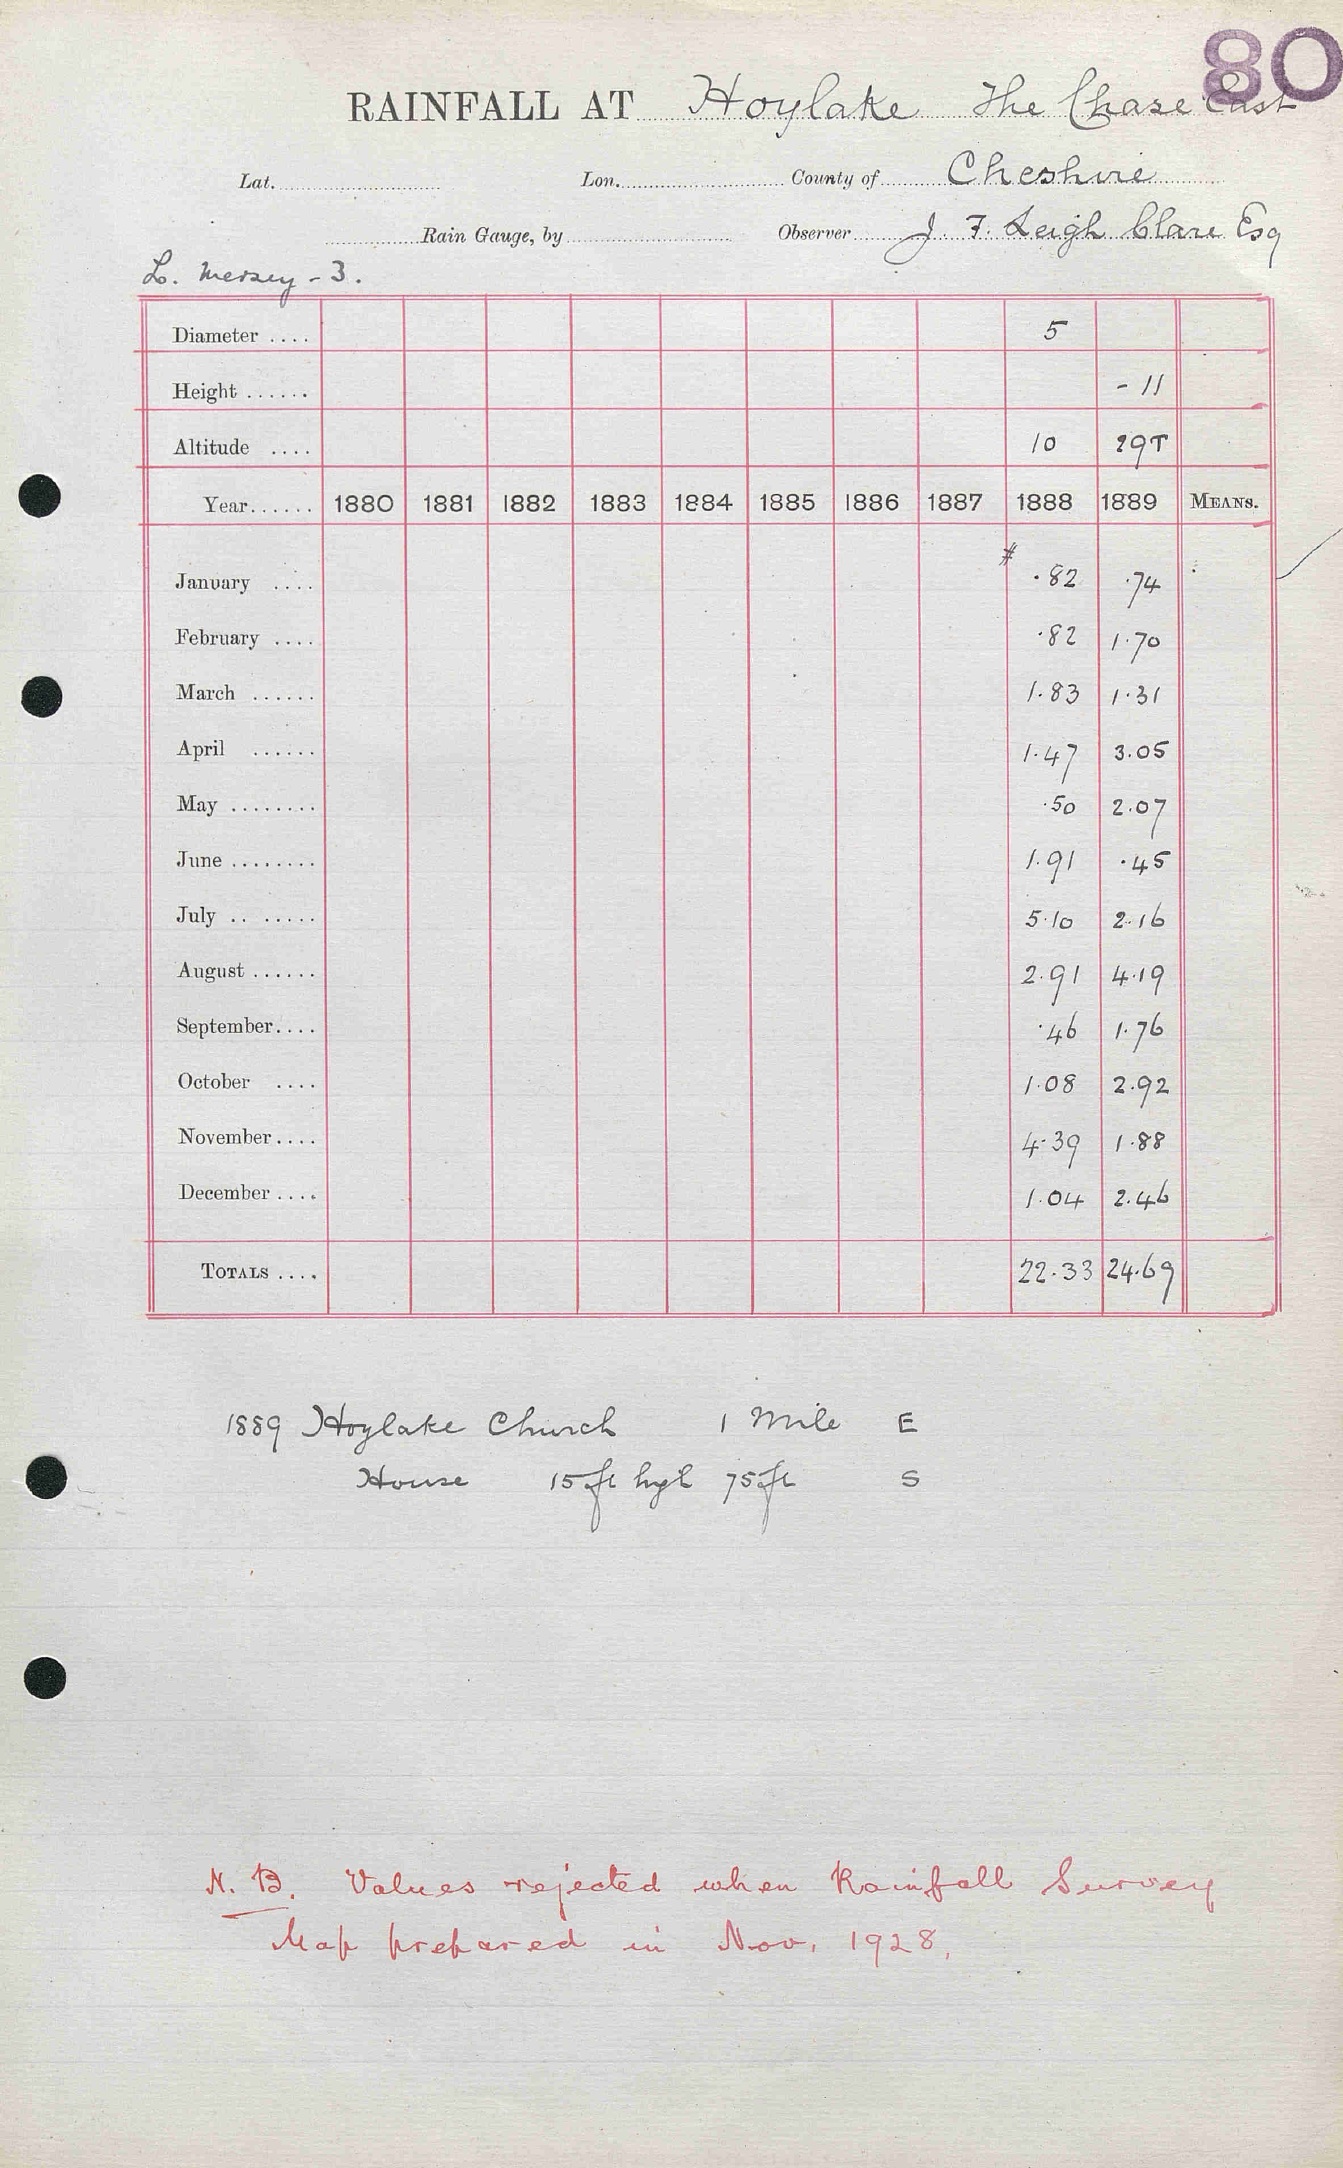 80
RAINFALL AT Hoylake The Chase East
Lat. Lon. County of Cheshire
Rain Gauge, by Observer J. F. Leigh Clare Esq
L. Mersey - 3.
Diameter .... 5
Height ...... - 11
Altitude .... 10 29T
Year...... 1880 1881 1882 1883 1884 1885 1886 1887 1888 1889 MEANS.
#
January .... .82 .74
February .... .82 1.70
March ...... 1.83 1.31
April ...... 1.47 3.05
May ........ .50 2.07
June ........ 1.91 .45
July .. ..... 5.10 2.16
August ...... 2.91 4.19
September.... .46 1.76
October .... 1.08 2.92
November.... 4.39 1.88
December .... 1.04 2.46
TOTALS .... 22.33 24.69
1889 Hoylake Church 1 Mile E
House 15ft hgh 75ft S
N. B. Values rejected when Rainfall Survey
Map prepared in Nov. 1928.